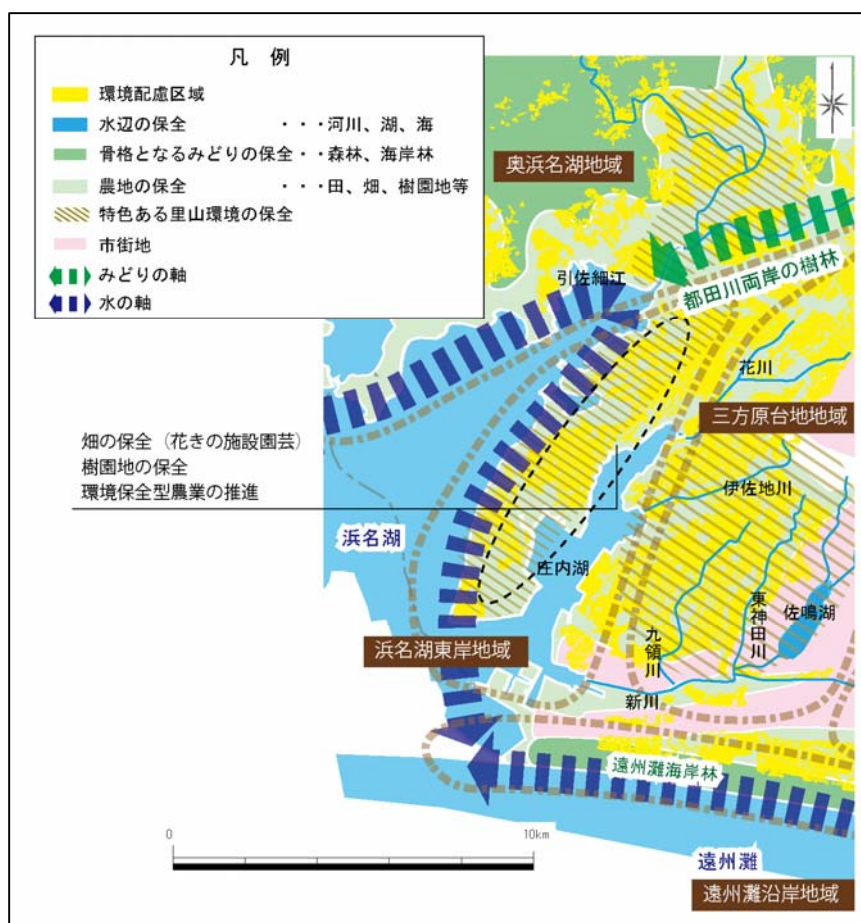 凡 例
環境配慮区域
水辺の保全 ・・・河川、湖、海
骨格となるみどりの保全・・・森林、海岸林
農地の保全 ・・・田、畑、樹園地等
特色ある里山環境の保全
市街地
みどりの軸
水の軸
奥浜名湖地域
引佐細江
都田川両岸の樹林
花川
三方原台地地域
畑の保全（花きの施設園芸）
樹園地の保全
環境保全型農業の推進
伊佐地川
浜名湖
庄内湖
東神田川
佐鳴湖
九領川
浜名湖東岸地域
新川
遠州灘海岸林
0 10km
遠州灘
遠州灘沿岸地域